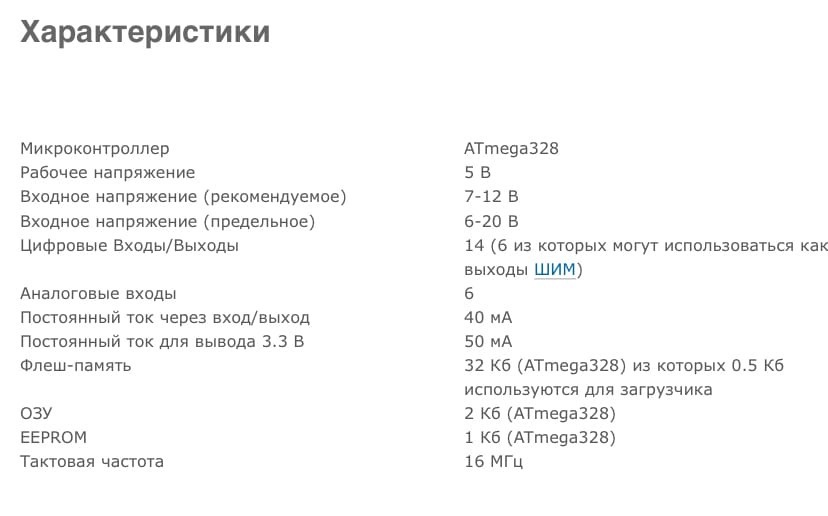 Характеристики
Микроконтроллер ATmega328
Рабочее напряжение 5 В
Входное напряжение (рекомендуемое) 7-12 В
Входное напряжение (предельное) 6-20 В
Цифровые Входы/Выходы 14 (6 из которых могут использоваться как
выходы ШИМ)
Аналоговые входы 6
Постоянный ток через вход/выход 40 мА
Постоянный ток для вывода 3.3 В 50 мА
Флеш-память 32 Кб (ATmega328) из которых 0.5 Кб
используются для загрузчика
ОЗУ 2 Кб (ATmega328)
EEPROM 1 Кб (ATmega328)
Тактовая частота 16 МГц